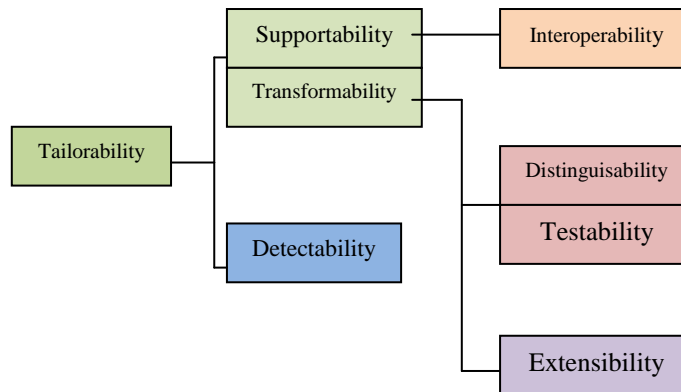 Supportability
Interoperability
Transformability
Tailorability
Distinguisability
Testability
Detectability
Extensibility